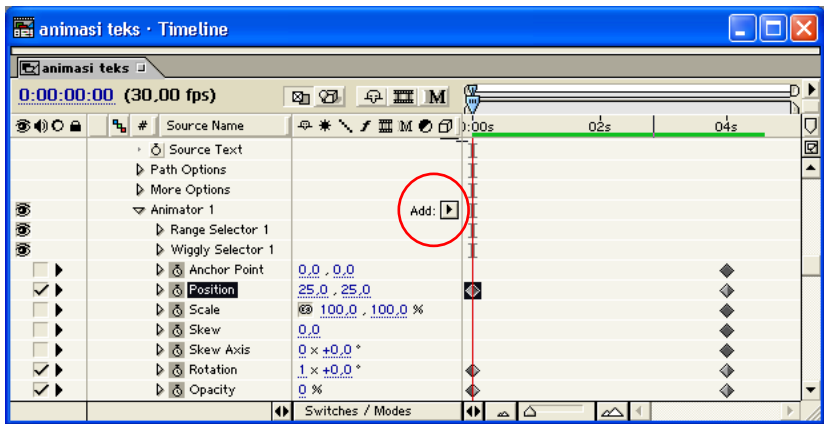 animasi teks · Timeline
animasi teks
0:00:00:00 (30,00 fps)
M
# Source Name
M
0:00s 02s 04s
Source Text
Path Options
More Options
Animator 1 Add:
Range Selector 1
Wiggly Selector 1
Anchor Point 0,0 , 0,0
Position 25,0 , 25,0
Scale 100,0 , 100,0 %
Skew 0,0
Skew Axis 0 × +0,0 °
Rotation 1 × +0,0 °
Opacity 0 %
Switches / Modes